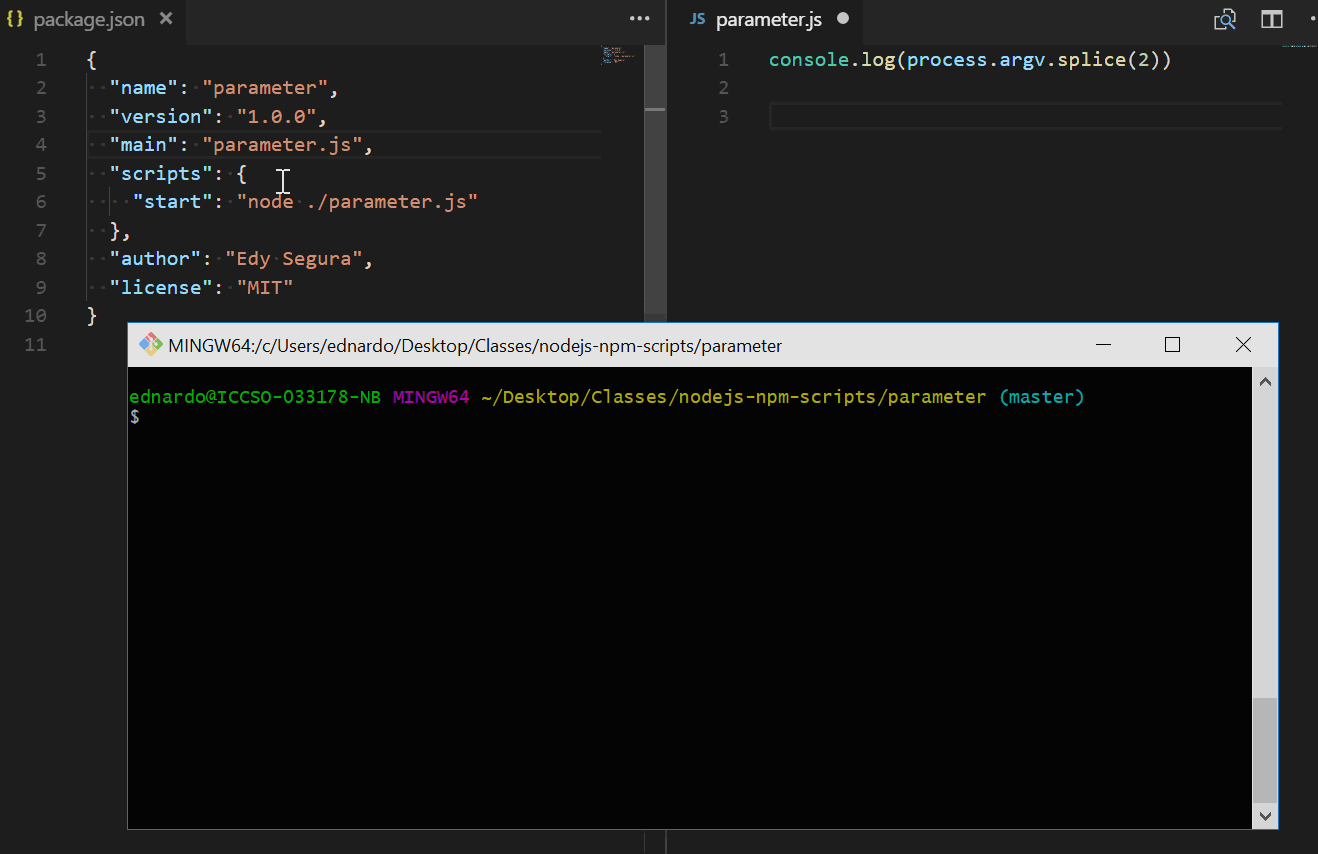 {} package.json × ···
1 {
2 "name": "parameter",
3 "version": "1.0.0",
4 "main": "parameter.js",
5 "scripts": {
6 "start": "node ./parameter.js"
7 },
8 "author": "Edy Segura",
9 "license": "MIT"
10 }
11
JS parameter.js ●
1 console.log(process.argv.splice(2))
2
3
MINGW64:/c/Users/ednardo/Desktop/Classes/nodejs-npm-scripts/parameter
ednardo@ICCSO-033178-NB MINGW64 ~/Desktop/Classes/nodejs-npm-scripts/parameter (master)
$